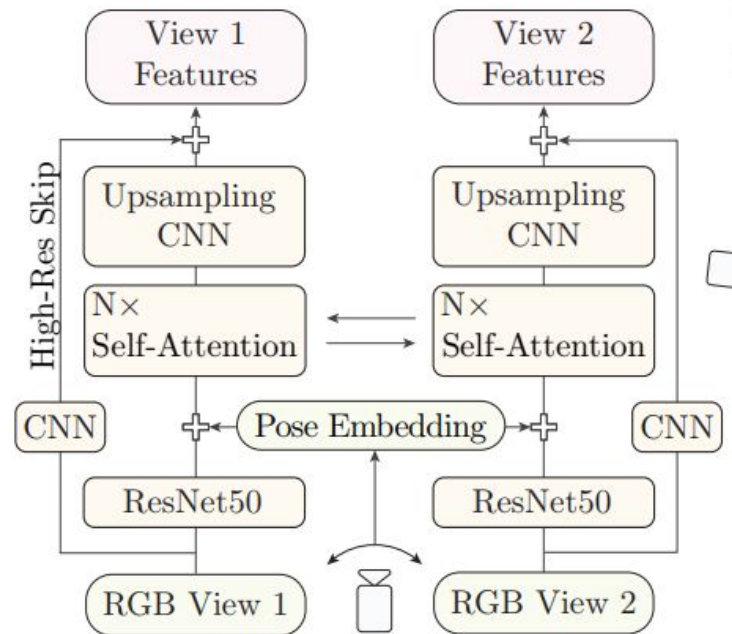 View 1
Features
View 2
Features
High-Res Skip
Upsampling
CNN
Upsampling
CNN
N×
Self-Attention
N×
Self-Attention
CNN
Pose Embedding
CNN
ResNet50
ResNet50
RGB View 1
RGB View 2